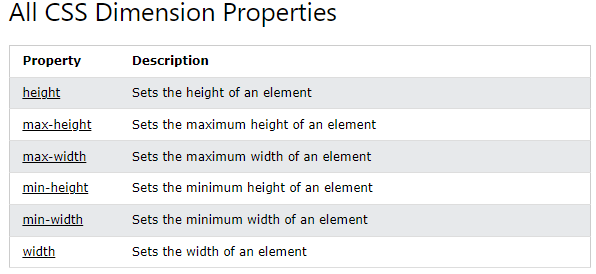 All CSS Dimension Properties
Property Description
height Sets the height of an element
max-height Sets the maximum height of an element
max-width Sets the maximum width of an element
min-height Sets the minimum height of an element
min-width Sets the minimum width of an element
width Sets the width of an element